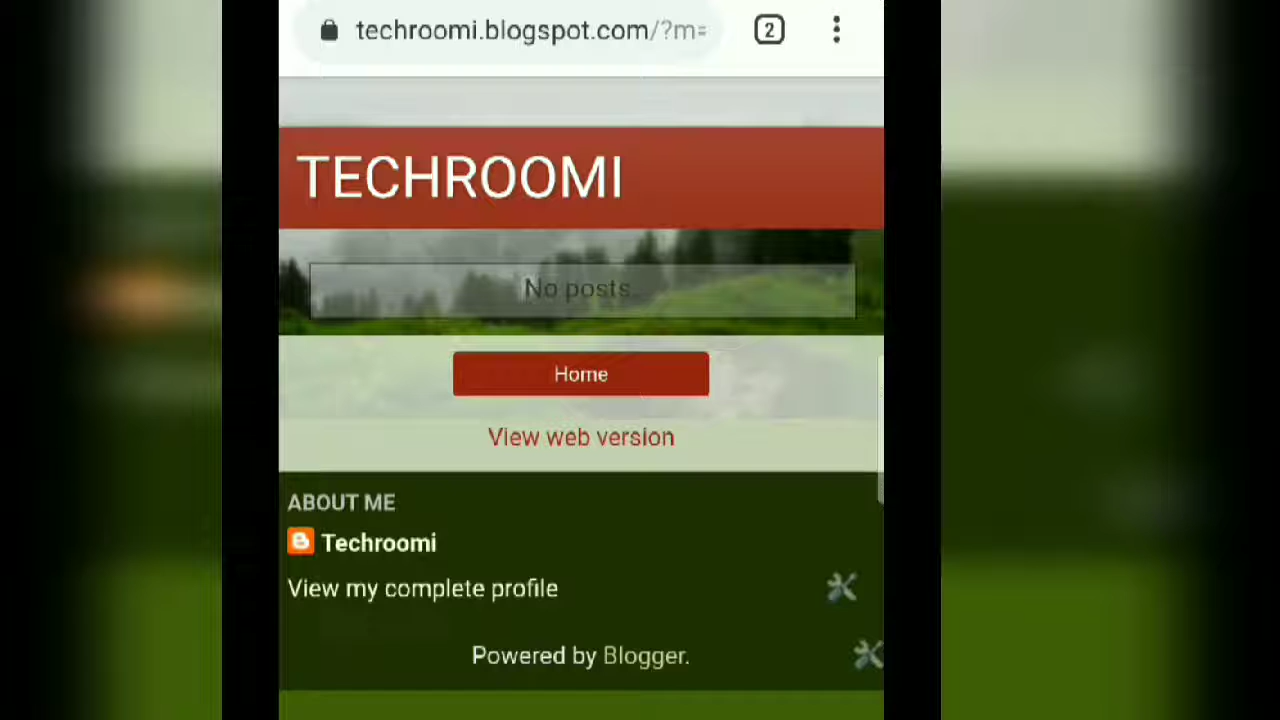 techroomi.blogspot.com/?m=
2
TECHROOMI
No posts.
Home
View web version
ABOUT ME
Techroomi
View my complete profile
Powered by Blogger.